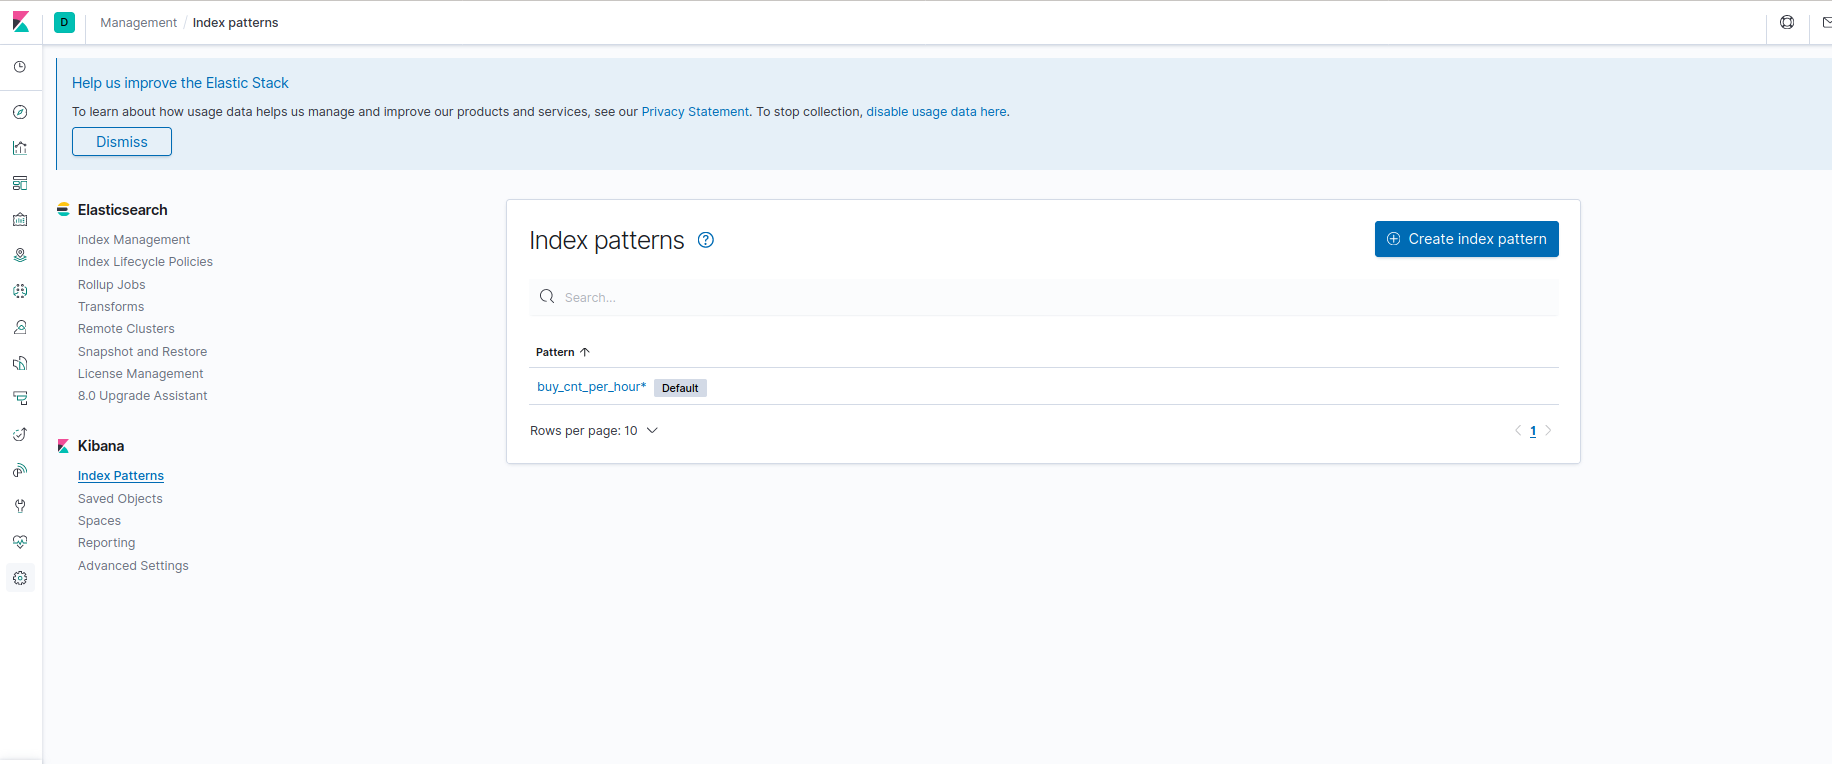 D Management / Index patterns
Help us improve the Elastic Stack
To learn about how usage data helps us manage and improve our products and services, see our Privacy Statement. To stop collection, disable usage data here.
Dismiss
Elasticsearch
Index Management
Index Lifecycle Policies
Rollup Jobs
Transforms
Remote Clusters
Snapshot and Restore
License Management
8.0 Upgrade Assistant
Kibana
Index Patterns
Saved Objects
Spaces
Reporting
Advanced Settings
Index patterns
Create index pattern
Search...
Pattern
buy_cnt_per_hour* Default
Rows per page: 10
1